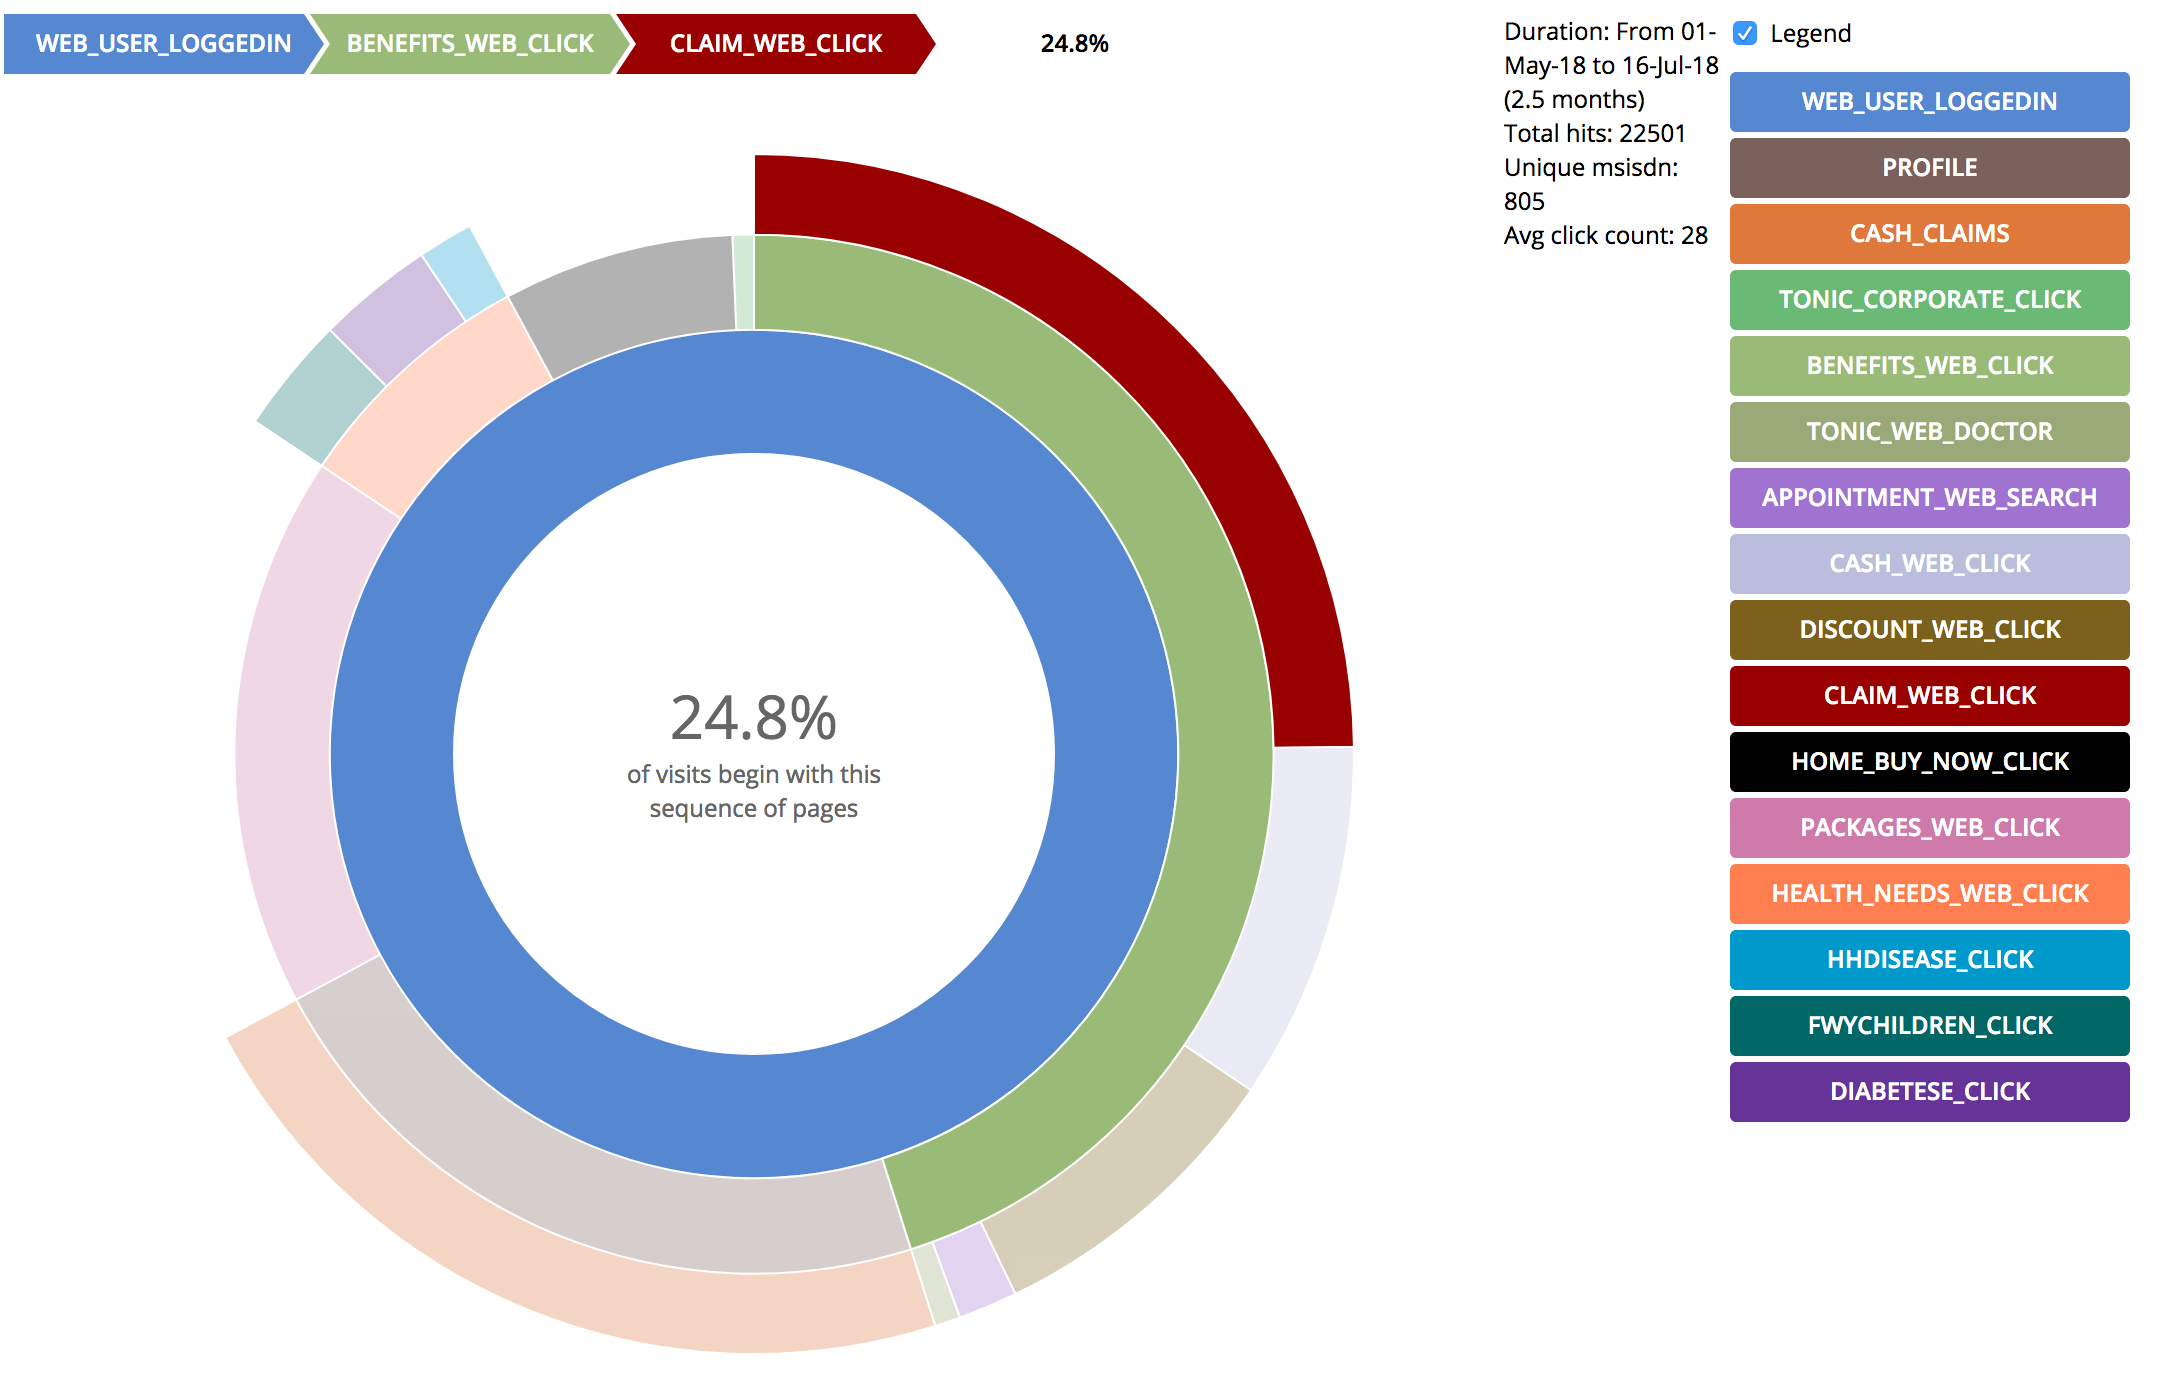 WEB_USER_LOGGEDIN
BENEFITS_WEB_CLICK
CLAIM_WEB_CLICK
24.8%
24.8%
of visits begin with this
sequence of pages
Duration: From 01-
May-18 to 16-Jul-18
(2.5 months)
Total hits: 22501
Unique msisdn:
805
Avg click count: 28
Legend
WEB_USER_LOGGEDIN
PROFILE
CASH_CLAIMS
TONIC_CORPORATE_CLICK
BENEFITS_WEB_CLICK
TONIC_WEB_DOCTOR
APPOINTMENT_WEB_SEARCH
CASH_WEB_CLICK
DISCOUNT_WEB_CLICK
CLAIM_WEB_CLICK
HOME_BUY_NOW_CLICK
PACKAGES_WEB_CLICK
HEALTH_NEEDS_WEB_CLICK
HHDISEASE_CLICK
FWYCHILDREN_CLICK
DIABETESE_CLICK